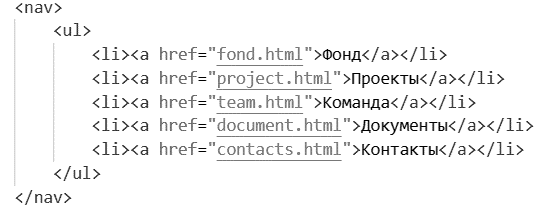 <nav>
    <ul>
        <li><a href="fond.html">Фонд</a></li>
        <li><a href="project.html">Проекты</a></li>
        <li><a href="team.html">Команда</a></li>
        <li><a href="document.html">Документы</a></li>
        <li><a href="contacts.html">Контакты</a></li>
    </ul>
</nav>